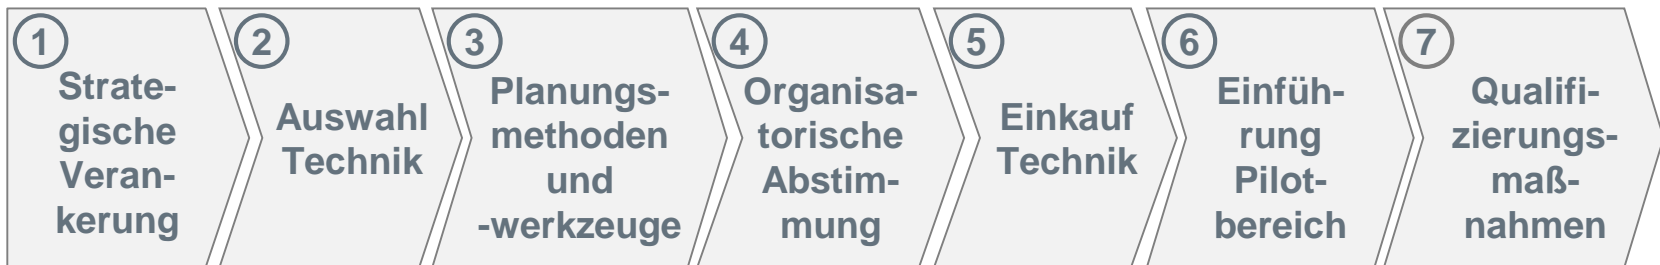 1
Strate-
gische
Veran-
kerung
2
Auswahl
Technik
3
Planungs-
methoden
und
-werkzeuge
4
Organisa-
torische
Abstim-
mung
5
Einkauf
Technik
6
Einfüh-
rung
Pilot-
bereich
7
Qualifi-
zierungs-
maß-
nahmen